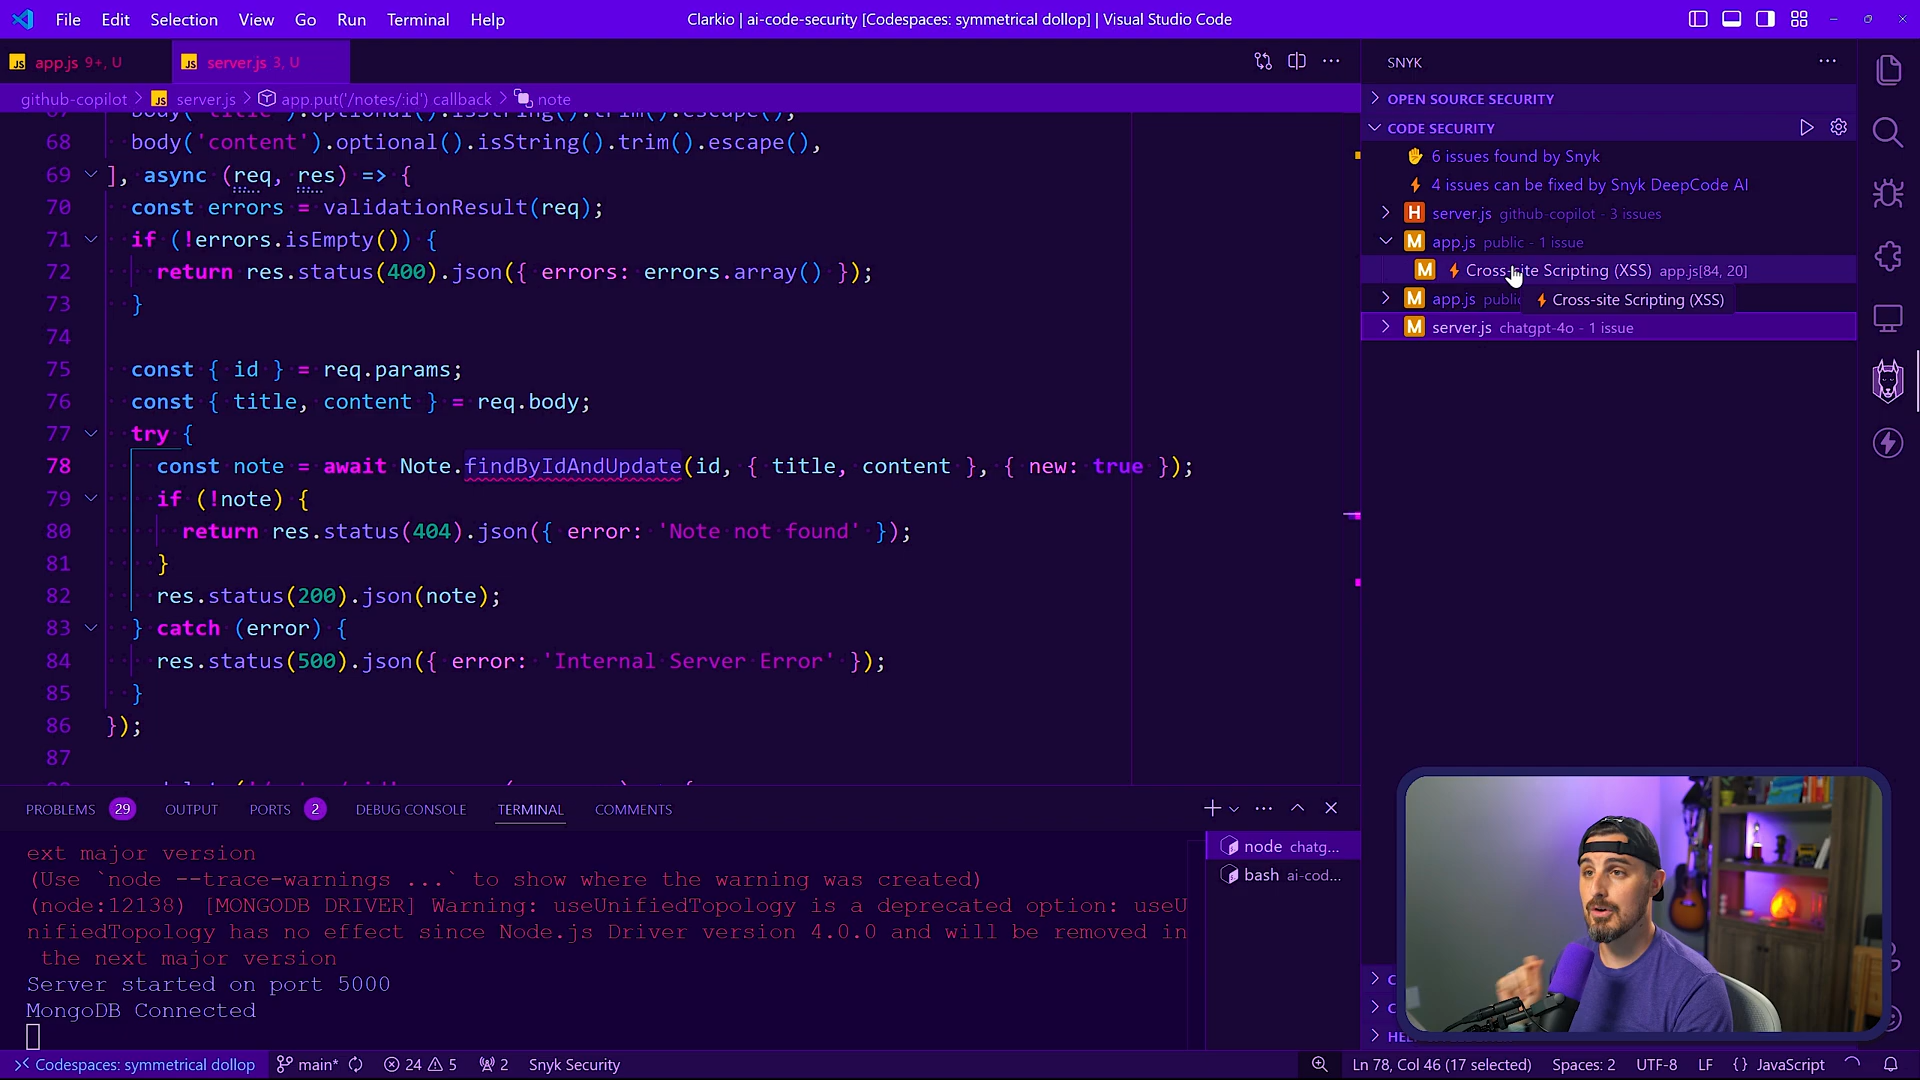 File Edit Selection View Go Run Terminal Help
Clarkio | ai-code-security [Codespaces: symmetrical dollop] | Visual Studio Code
JS app.js 9+, U
JS server.js 3, U
github-copilot > JS server.js > app.put('/notes/:id') callback > note
67 body('title').optional().isString().trim().escape(),
68 body('content').optional().isString().trim().escape(),
69 ], async (req, res) => {
70 const errors = validationResult(req);
71 if (!errors.isEmpty()) {
72 return res.status(400).json({ errors: errors.array() });
73 }
74
75 const { id } = req.params;
76 const { title, content } = req.body;
77 try {
78 const note = await Note.findByIdAndUpdate(id, { title, content }, { new: true });
79 if (!note) {
80 return res.status(404).json({ error: 'Note not found' });
81 }
82 res.status(200).json(note);
83 } catch (error) {
84 res.status(500).json({ error: 'Internal Server Error' });
85 }
86 });
87
SNYK
OPEN SOURCE SECURITY
CODE SECURITY
6 issues found by Snyk
4 issues can be fixed by Snyk DeepCode AI
H server.js github-copilot - 3 issues
M app.js public - 1 issue
M Cross-site Scripting (XSS) app.js[84, 20]
M app.js public
Cross-site Scripting (XSS)
M server.js chatgpt-4o - 1 issue
PROBLEMS 29 OUTPUT PORTS 2 DEBUG CONSOLE TERMINAL COMMENTS
ext major version
(Use `node --trace-warnings ...` to show where the warning was created)
(node:12138) [MONGODB DRIVER] Warning: useUnifiedTopology is a deprecated option: useU
nifiedTopology has no effect since Node.js Driver version 4.0.0 and will be removed in
the next major version
Server started on port 5000
MongoDB Connected
node chatg...
bash ai-cod...
C
C
HE
Codespaces: symmetrical dollop main* 24 5 2 Snyk Security
Ln 78, Col 46 (17 selected) Spaces: 2 UTF-8 LF {} JavaScript